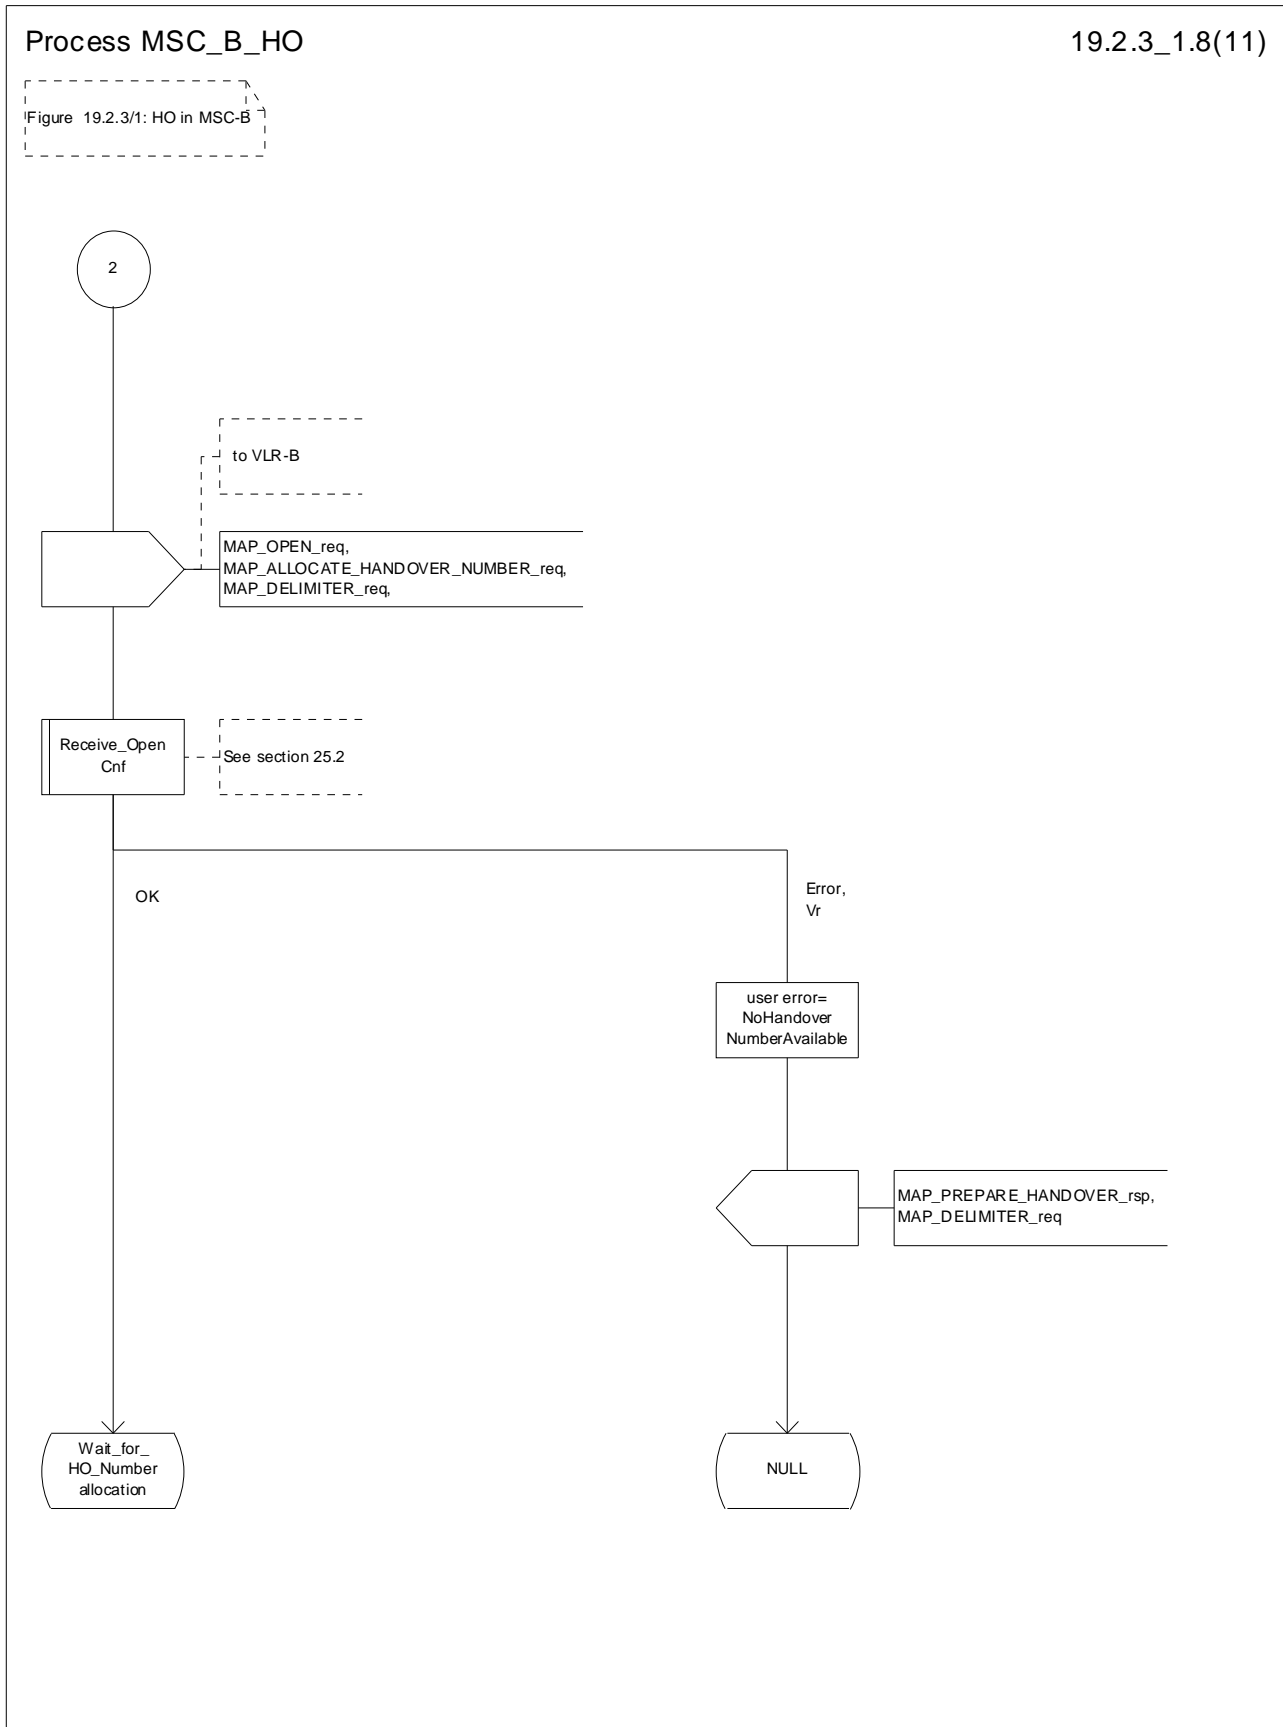 Process MSC_B_HO
19.2.3_1.8(11)
Figure 19.2.3/1: HO in MSC-B
2
to VLR-B
MAP_OPEN_req,
MAP_ALLOCATE_HANDOVER_NUMBER_req,
MAP_DELIMITER_req,
Receive_Open
Cnf
See section 25.2
OK
Error,
Vr
user error=
NoHandover
NumberAvailable
MAP_PREPARE_HANDOVER_rsp,
MAP_DELIMITER_req
Wait_for_
HO_Number
allocation
NULL